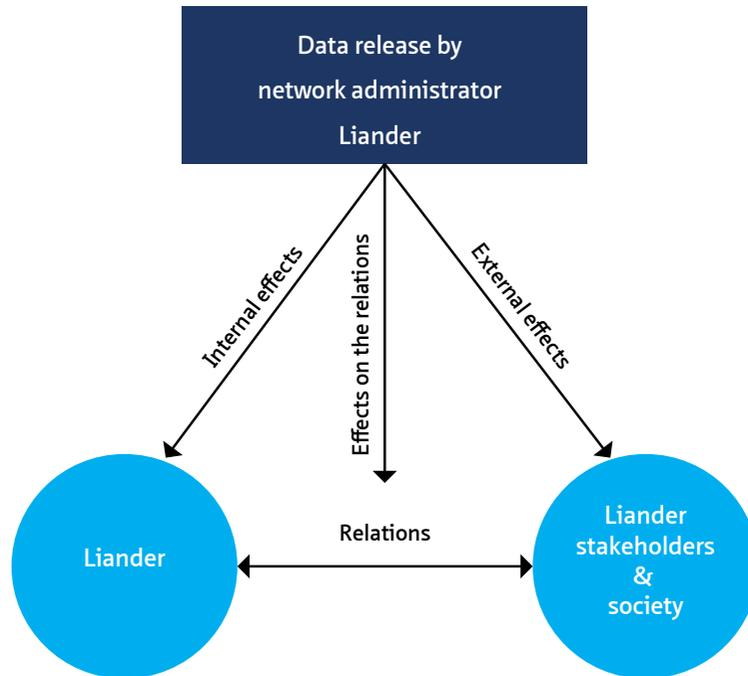 Data release by
network administrator
Liander
Internal effects
Effects on the relations
External effects
Relations
Liander
Liander
stakeholders
&
society